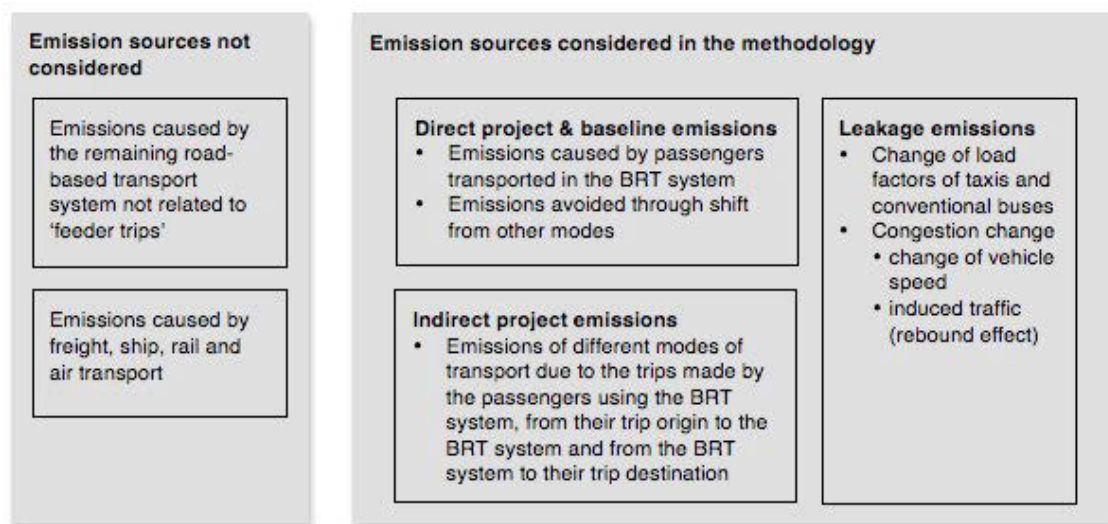 Emission sources not
considered
Emissions caused by
the remaining road-
based transport
system not related to
‘feeder trips’
Emissions caused by
freight, ship, rail and
air transport
Emission sources considered in the methodology
Direct project & baseline emissions
• Emissions caused by passengers
transported in the BRT system
• Emissions avoided through shift
from other modes
Indirect project emissions
• Emissions of different modes of
transport due to the trips made by
the passengers using the BRT
system, from their trip origin to the
BRT system and from the BRT
system to their trip destination
Leakage emissions
• Change of load
factors of taxis and
conventional buses
• Congestion change
• change of vehicle
speed
• induced traffic
(rebound effect)